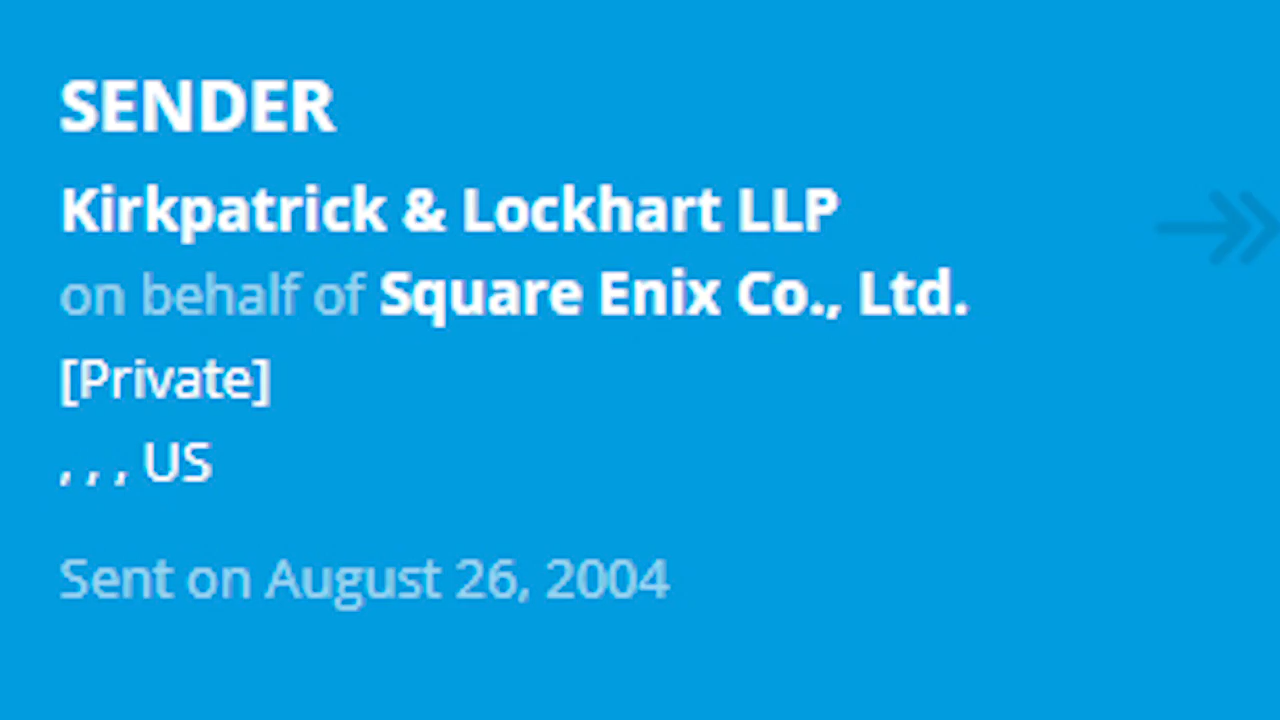 SENDER
Kirkpatrick & Lockhart LLP
on behalf of Square Enix Co., Ltd.
[Private]
, , , US
Sent on August 26, 2004